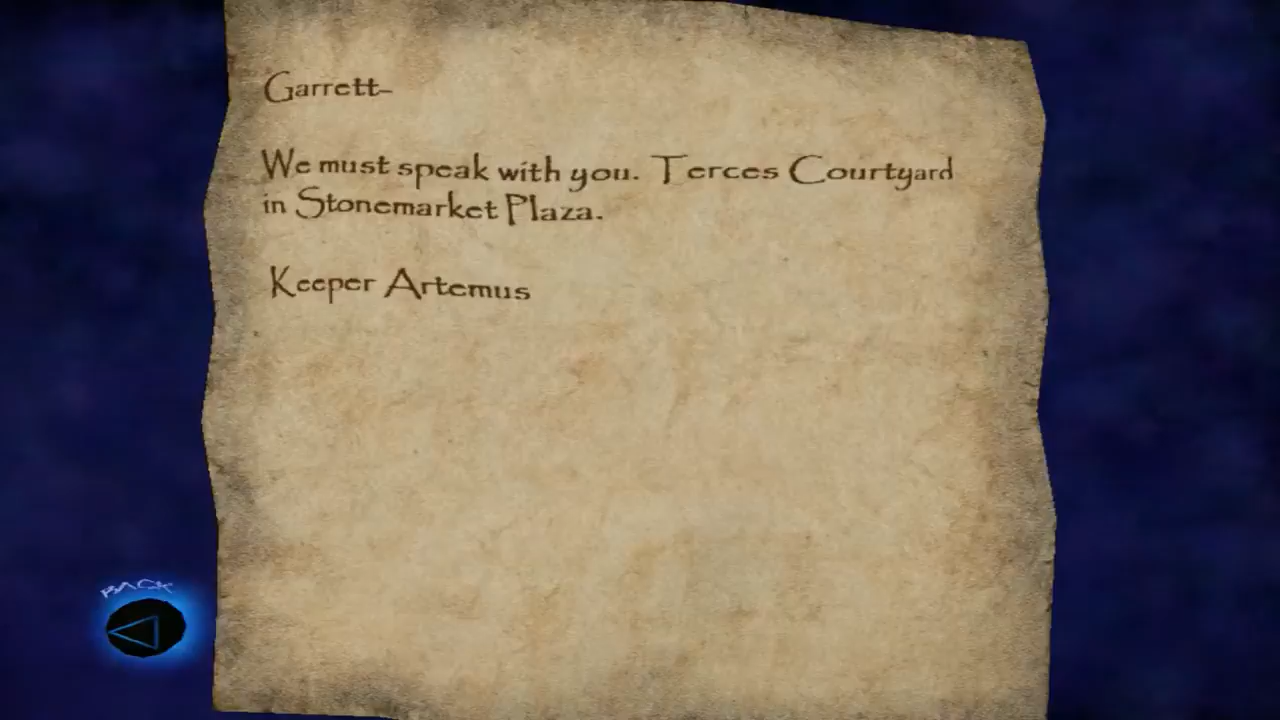 Garrett-
We must speak with you. Terces Courtyard
in Stonemarket Plaza.
Keeper Artemus
BACK